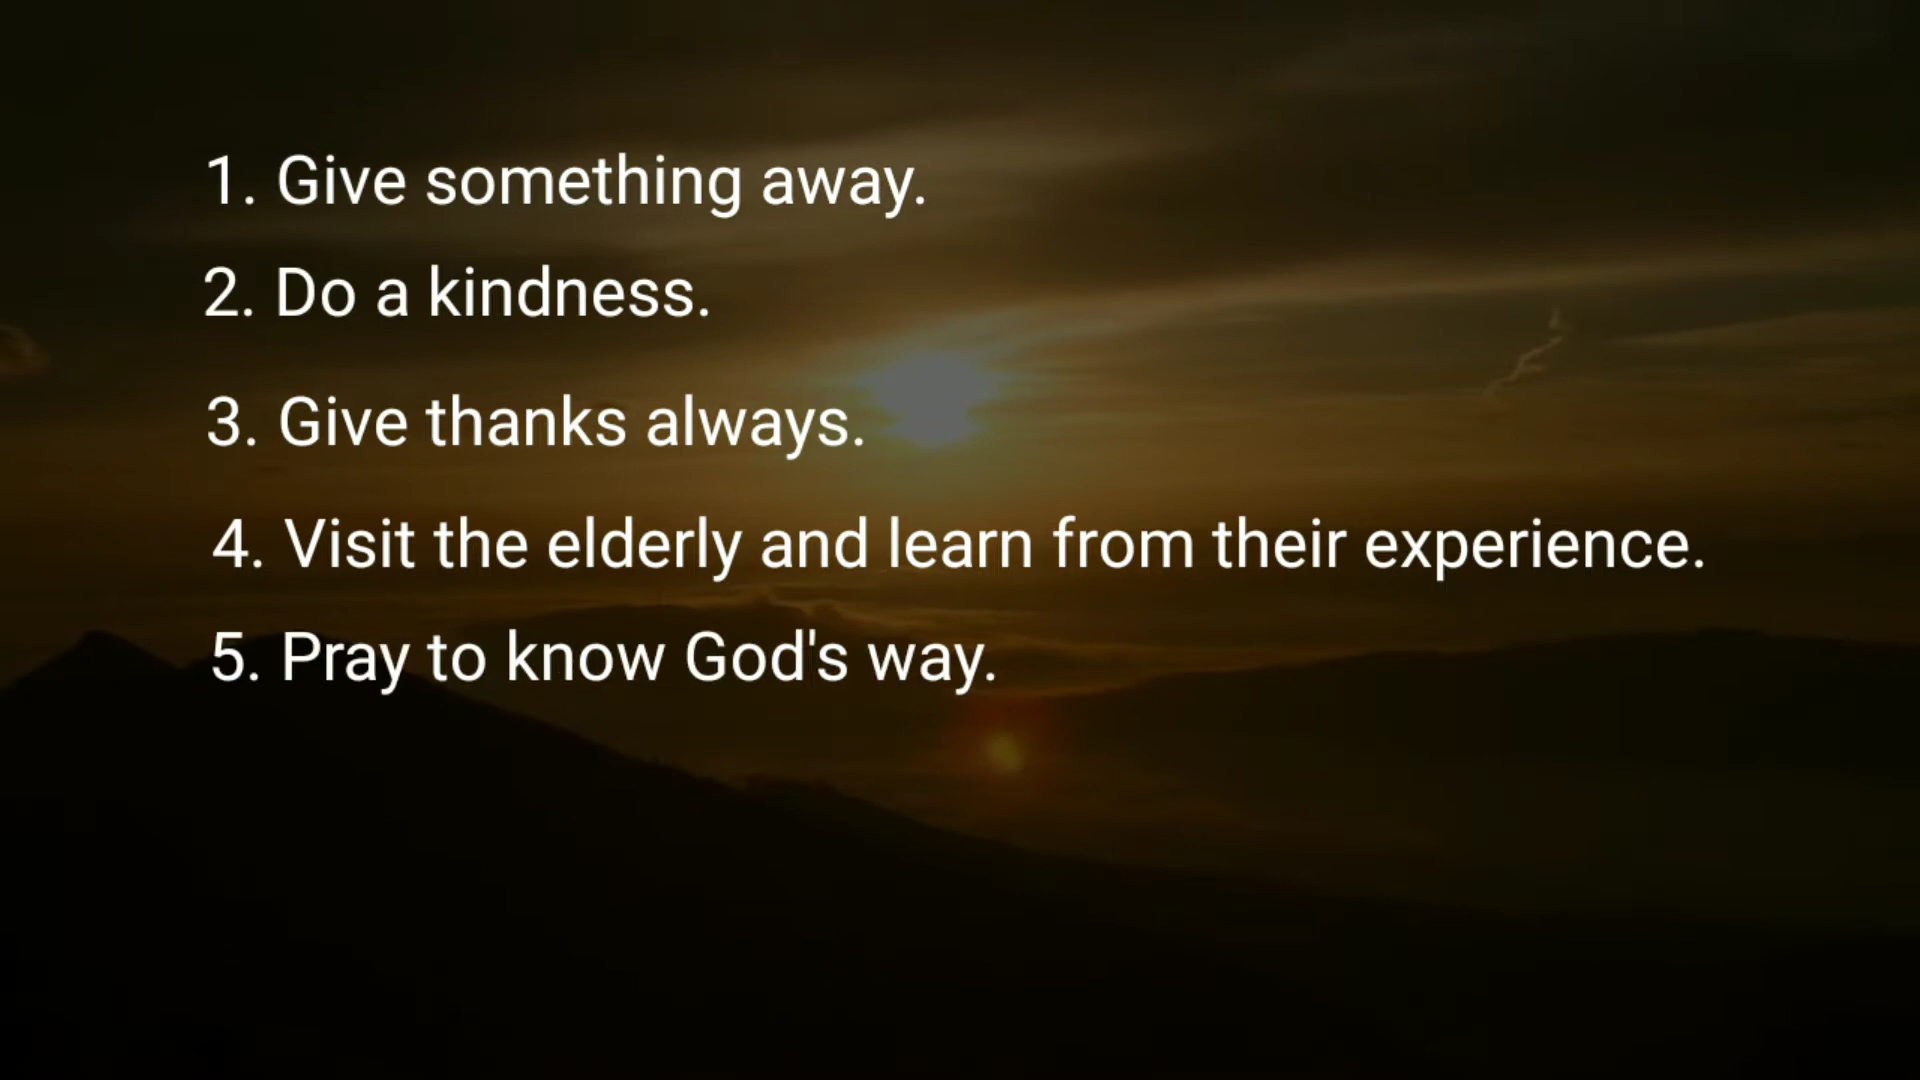 1. Give something away.
2. Do a kindness.
3. Give thanks always.
4. Visit the elderly and learn from their experience.
5. Pray to know God's way.